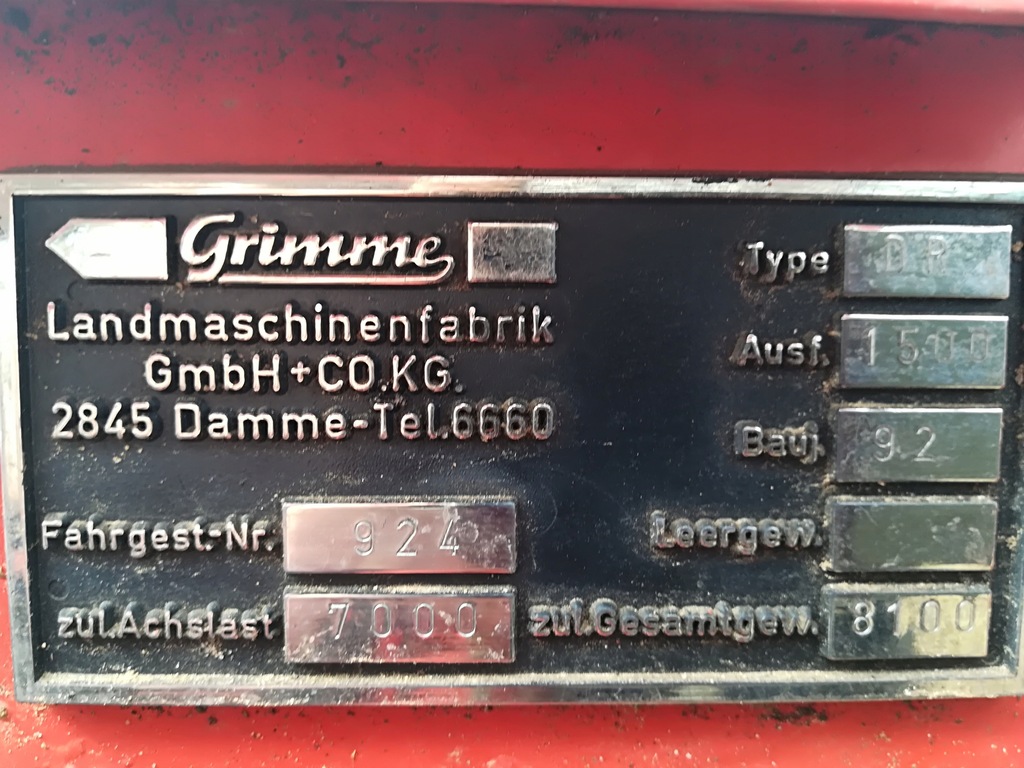 Grimme
Landmaschinenfabrik
GmbH+CO.KG.
2845 Damme-Tel.6660
Type DR
Ausf. 1500
Bauj. 92
Fahrgest.-Nr. 924
Leergew.
zul.Achslast 7000
zul.Gesamtgew. 8100